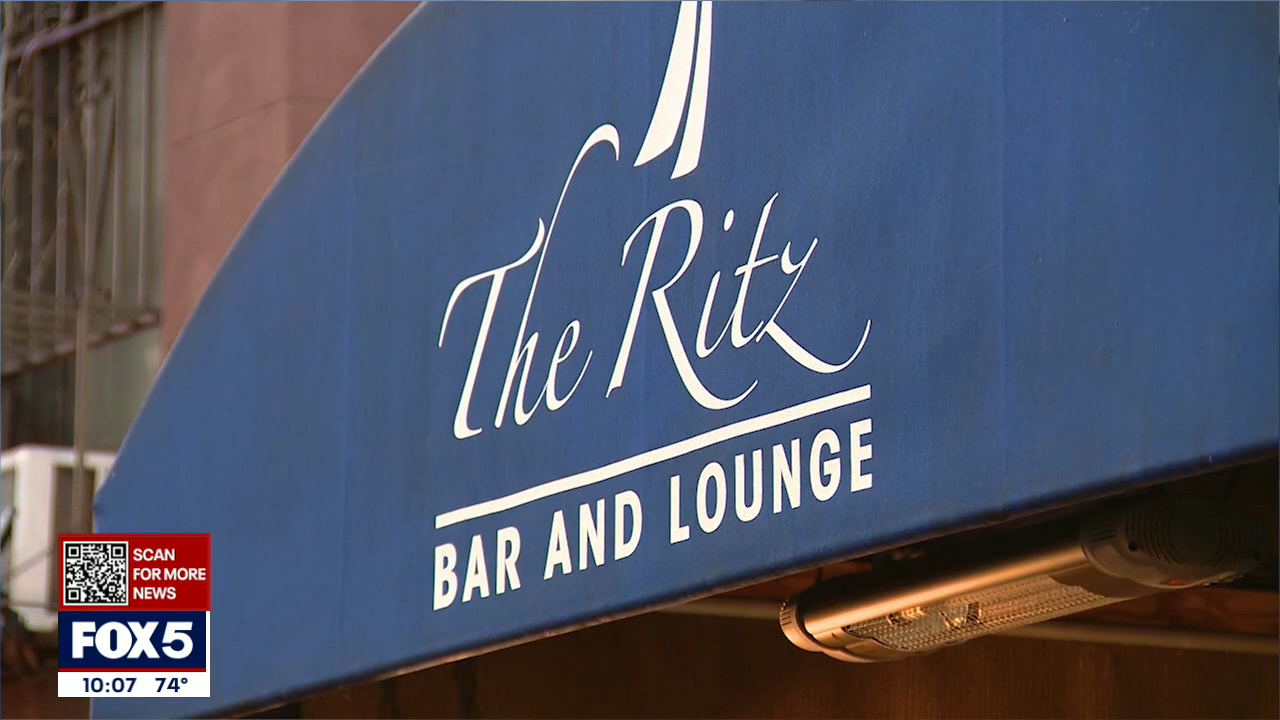 The Ritz
BAR AND LOUNGE
SCAN
FOR MORE
NEWS
FOX5
10:07 74°